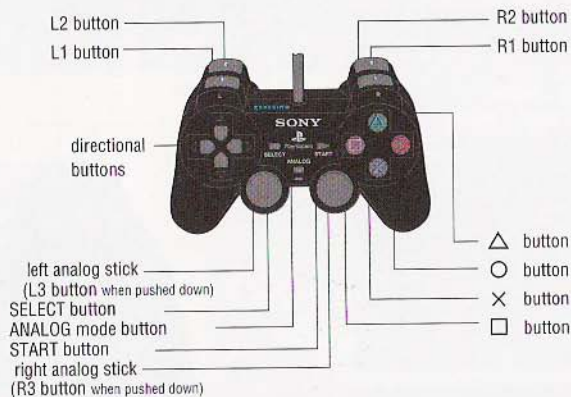 L2 button
L1 button
R2 button
R1 button
SONY
PlayStation
SELECT
START
ANALOG
directional
buttons
left analog stick
(L3 button when pushed down)
SELECT button
ANALOG mode button
START button
right analog stick
(R3 button when pushed down)
△ button
○ button
× button
□ button